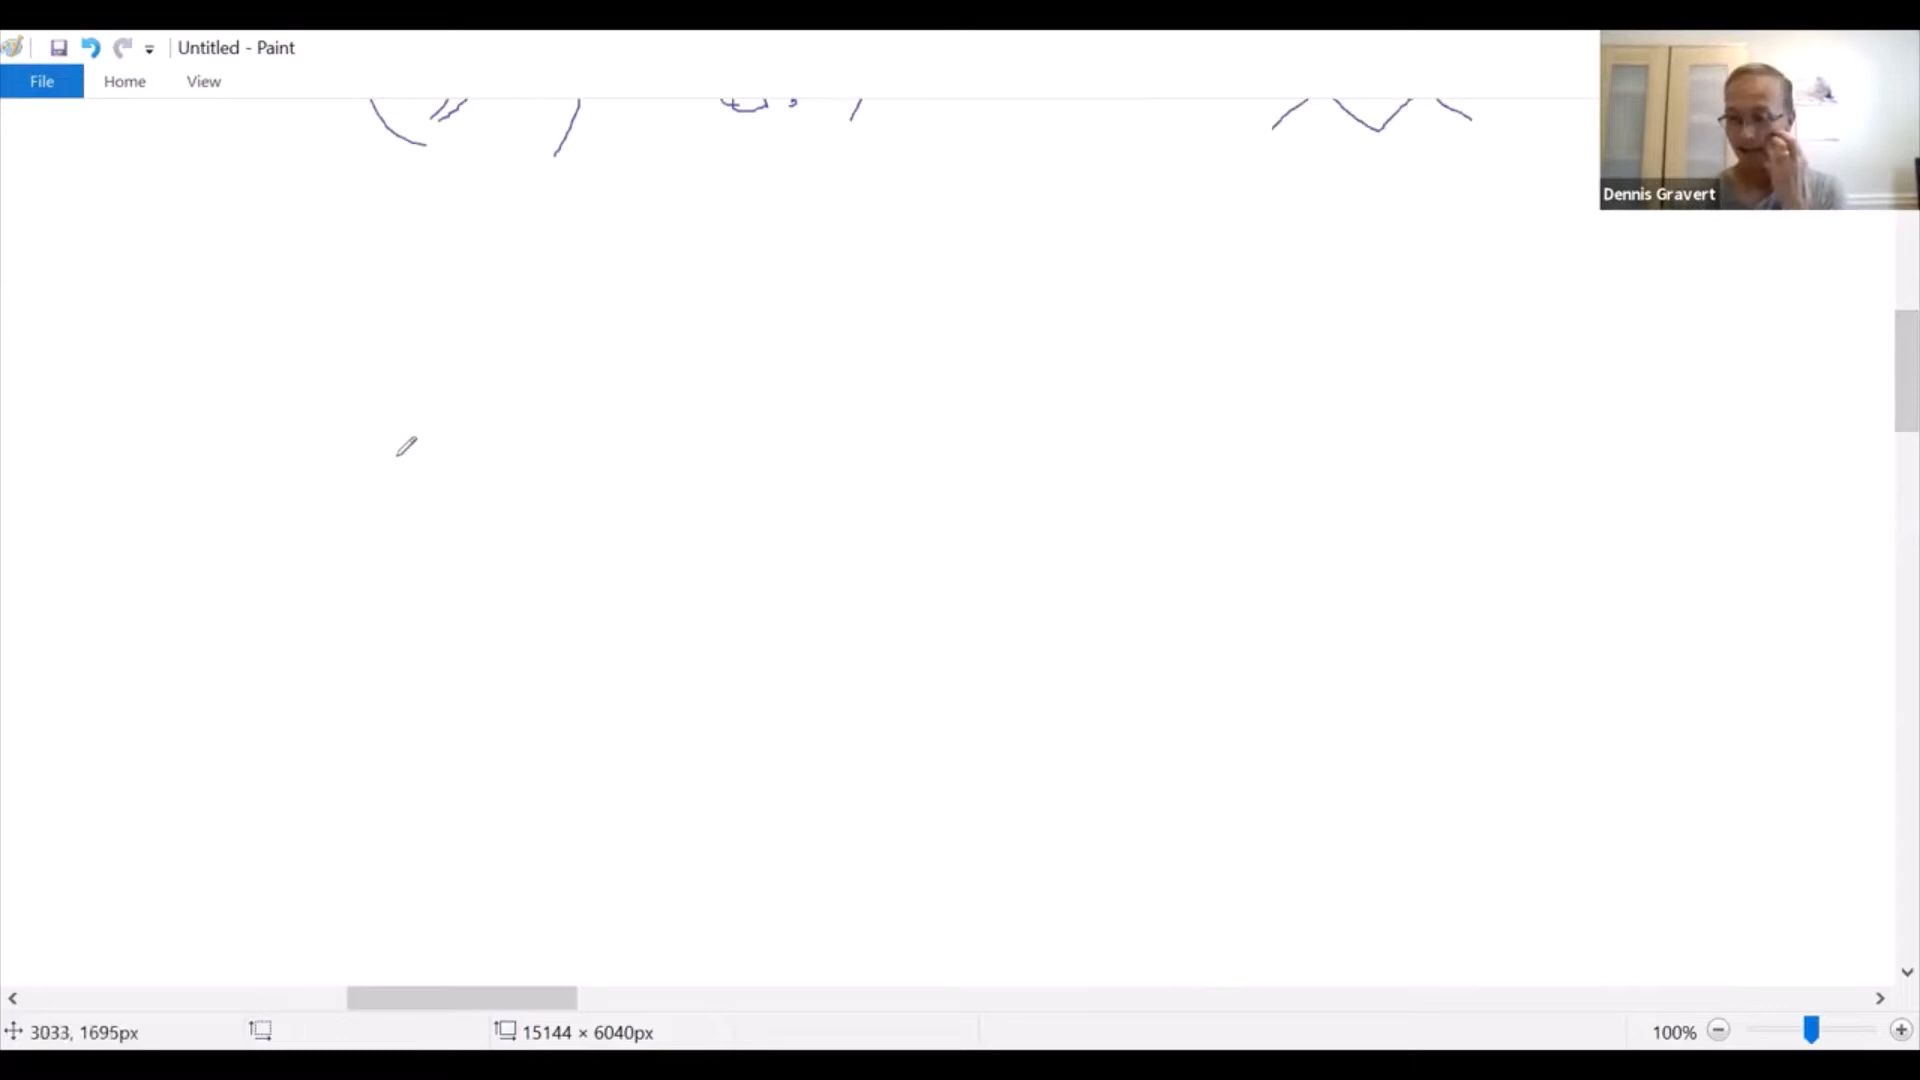 Untitled - Paint
File Home View
Dennis Gravert
3033, 1695px 15144 × 6040px 100%